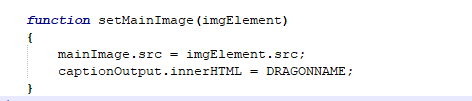 function setMainImage(imgElement)
{
mainImage.src = imgElement.src;
captionOutput.innerHTML = DRAGONNAME;
}